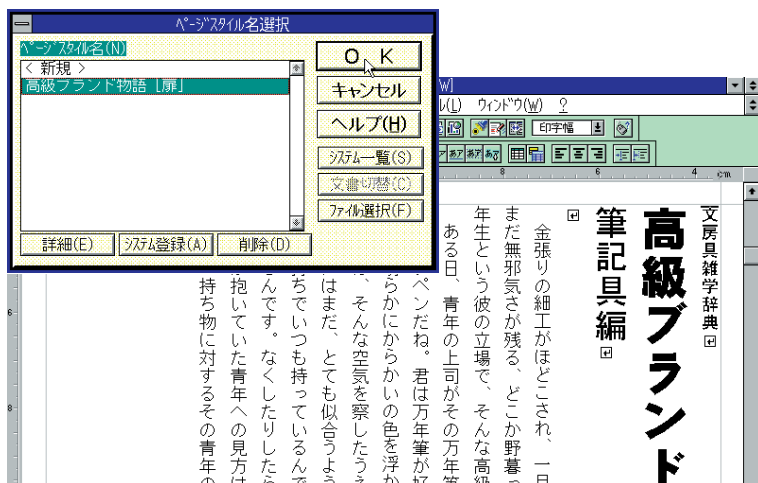 ﾍﾟｰｼﾞｽﾀｲﾙ名選択
ﾍﾟｰｼﾞｽﾀｲﾙ名(N)
< 新規 >
高級ブランド物語［扉］
ＯＫ
キャンセル
ヘルプ(H)
ｼｽﾃﾑ一覧(S)
文書切替(C)
ﾌｧｲﾙ選択(F)
詳細(E)
ｼｽﾃﾑ登録(A)
削除(D)
W]
ﾙ(L) ｳｨﾝﾄﾞｳ(W) ?
印字幅
8 6 4 cm
6
8
文房具雑学辞典
高級ブランド
筆記具編
金張りの細工がほどこされ、一
まだ無邪気さが残る、どこか野暮っ
年生という彼の立場で、そんな高級
ある日、青年の上司がその万年筆
ペンだね。君は万年筆が好
らかにからかいの色を浮か
、そんな空気を察したうえ
はまだ、とても似合うよう
ちでいつも持っているんで
んです。なくしたりしたら
抱いていた青年への見方は
持ち物に対するその青年の